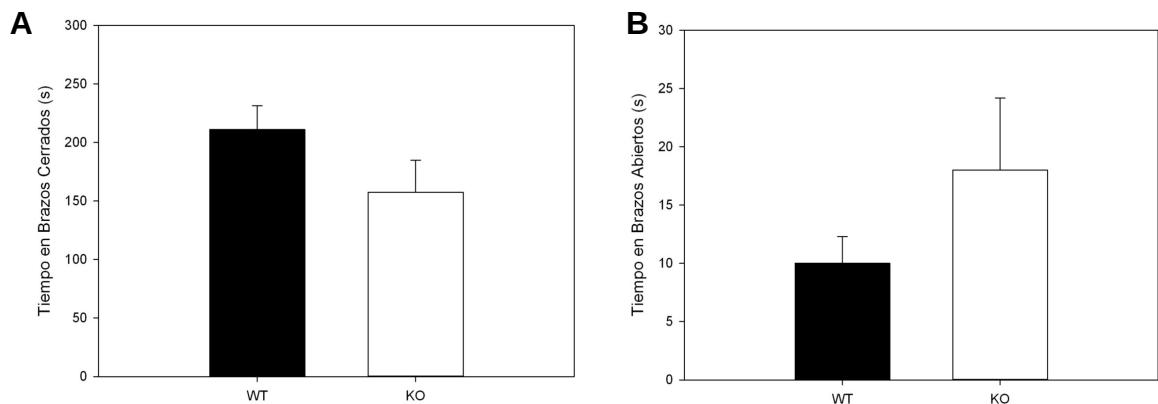 A
300
250
200
150
100
50
0
Tiempo en Brazos Cerrados (s)
WT
KO
B
30
25
20
15
10
5
0
Tiempo en Brazos Abiertos (s)
WT
KO